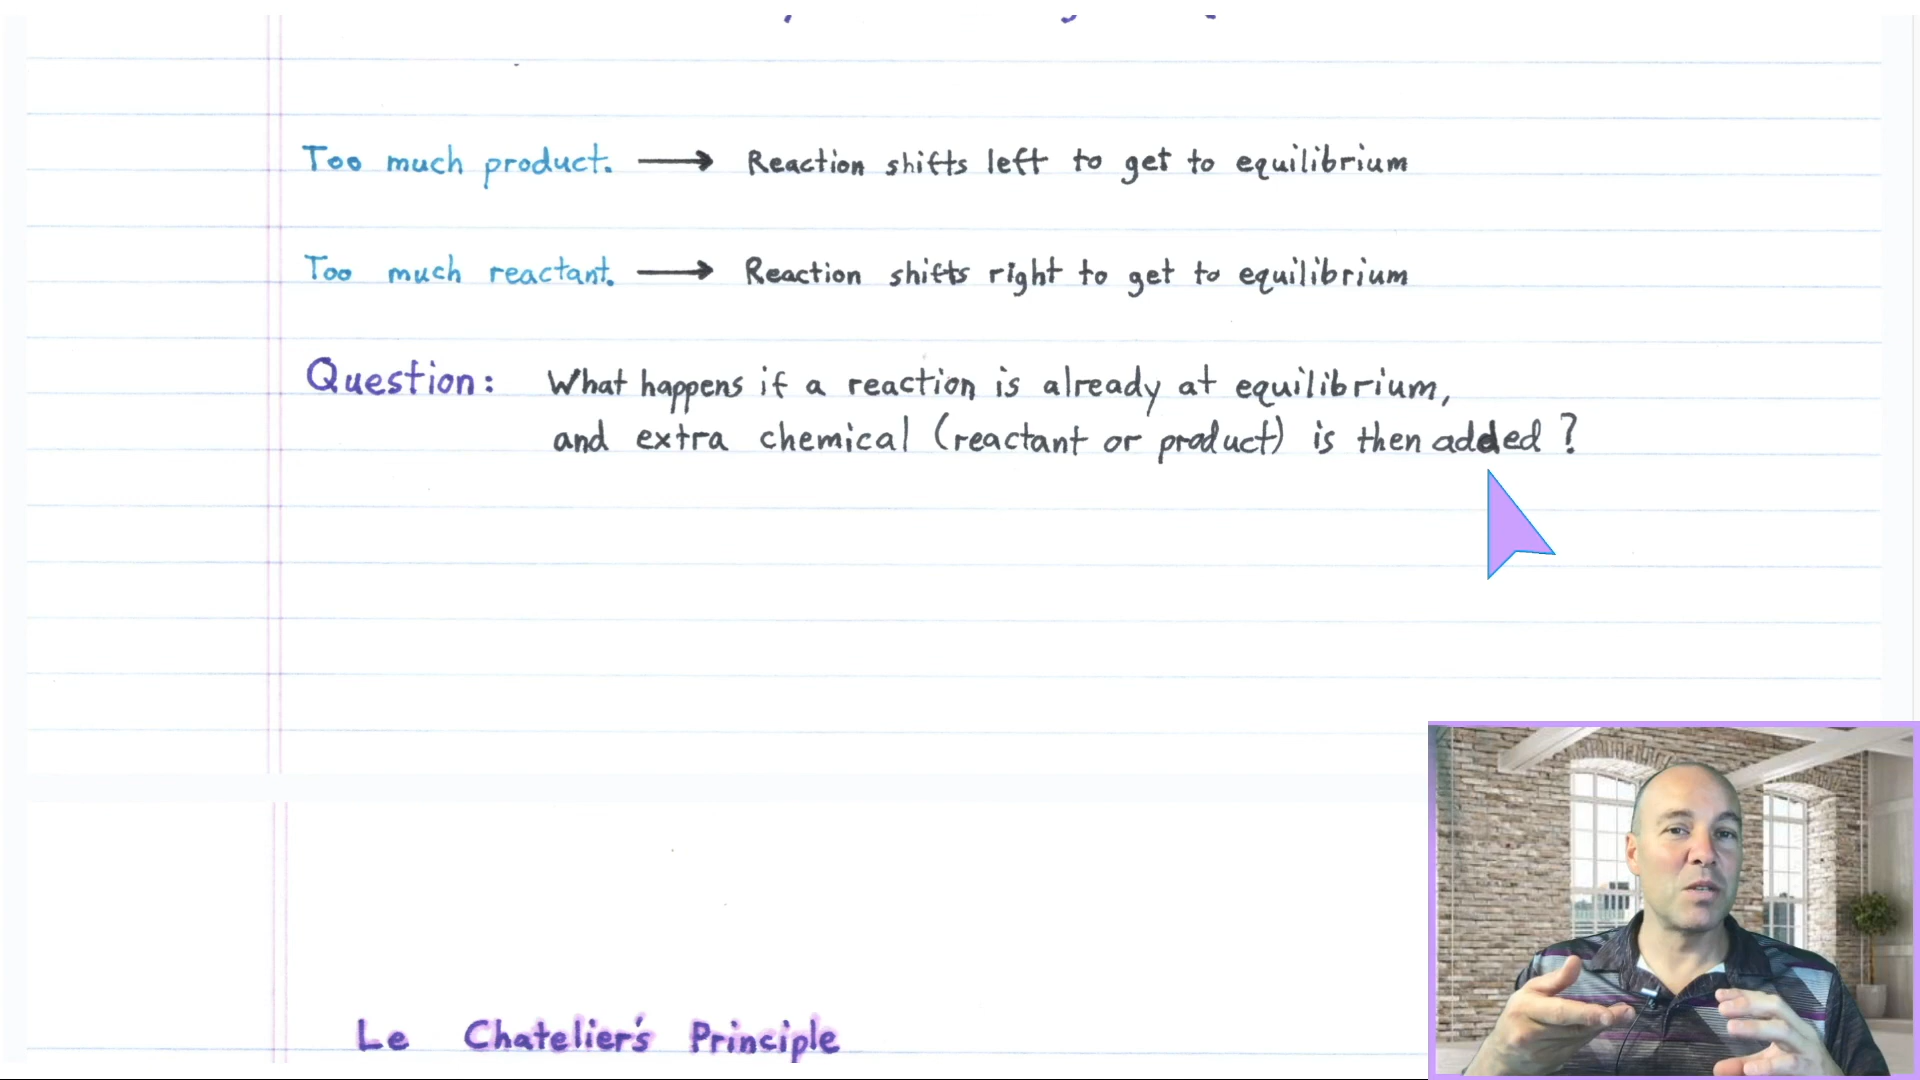 Too much product. ⟶ Reaction shifts left to get to equilibrium
Too much reactant. ⟶ Reaction shifts right to get to equilibrium
Question: What happens if a reaction is already at equilibrium,
and extra chemical (reactant or product) is then added ?
Le Chatelier's Principle